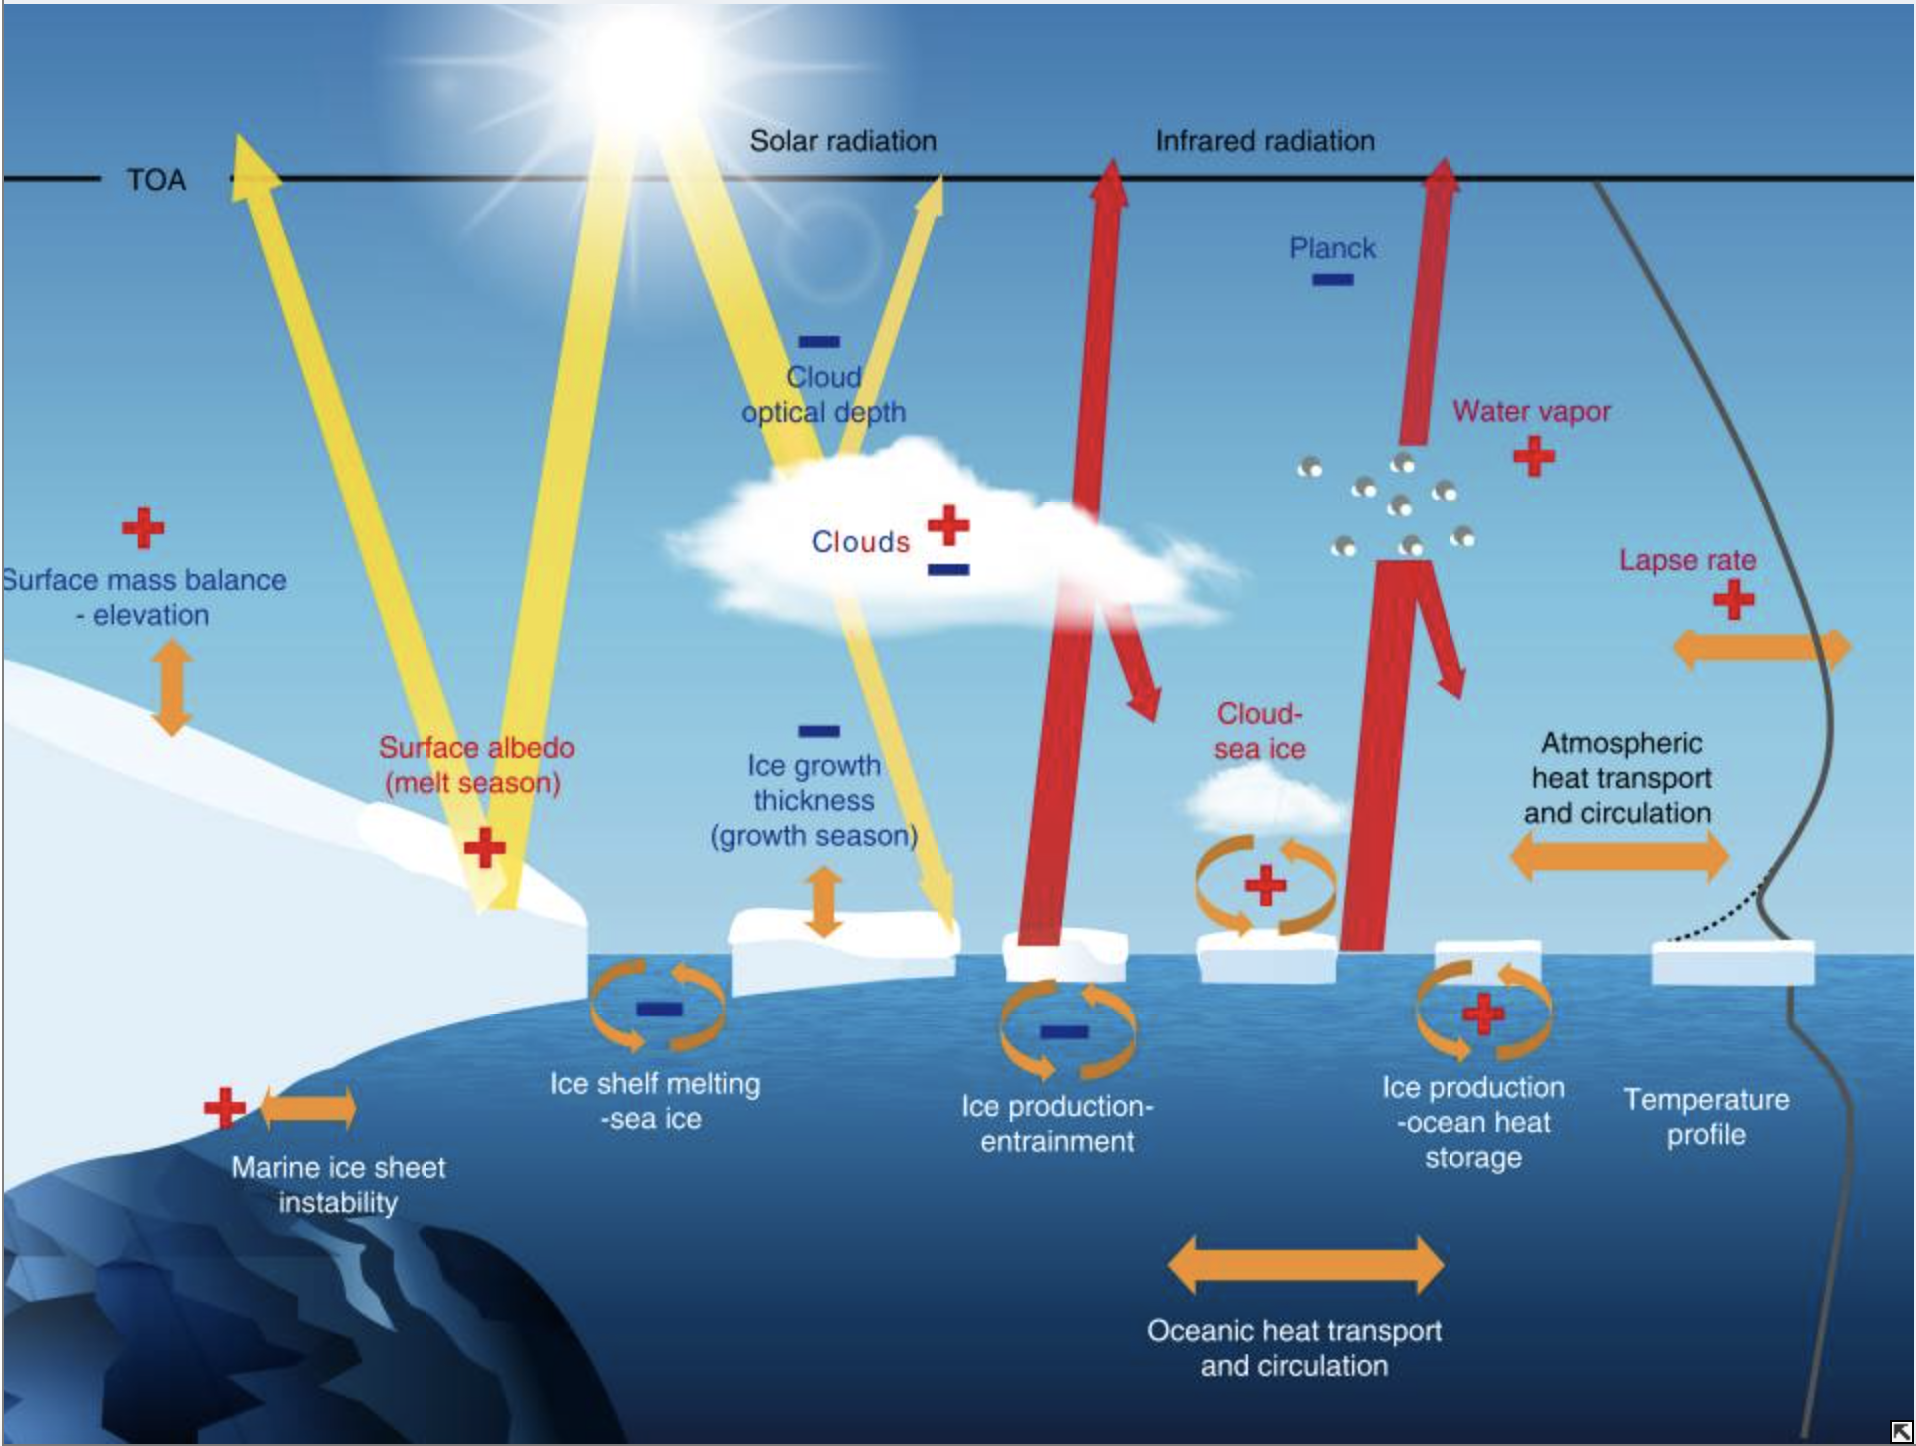 Solar radiation
Infrared radiation
TOA
Planck
Cloud
optical depth
Water vapor
Clouds
Lapse rate
Surface mass balance
- elevation
Surface albedo
(melt season)
Ice growth
thickness
(growth season)
Cloud-
sea ice
Atmospheric
heat transport
and circulation
Ice shelf melting
-sea ice
Ice production-
entrainment
Ice production
-ocean heat
storage
Temperature
profile
Marine ice sheet
instability
Oceanic heat transport
and circulation